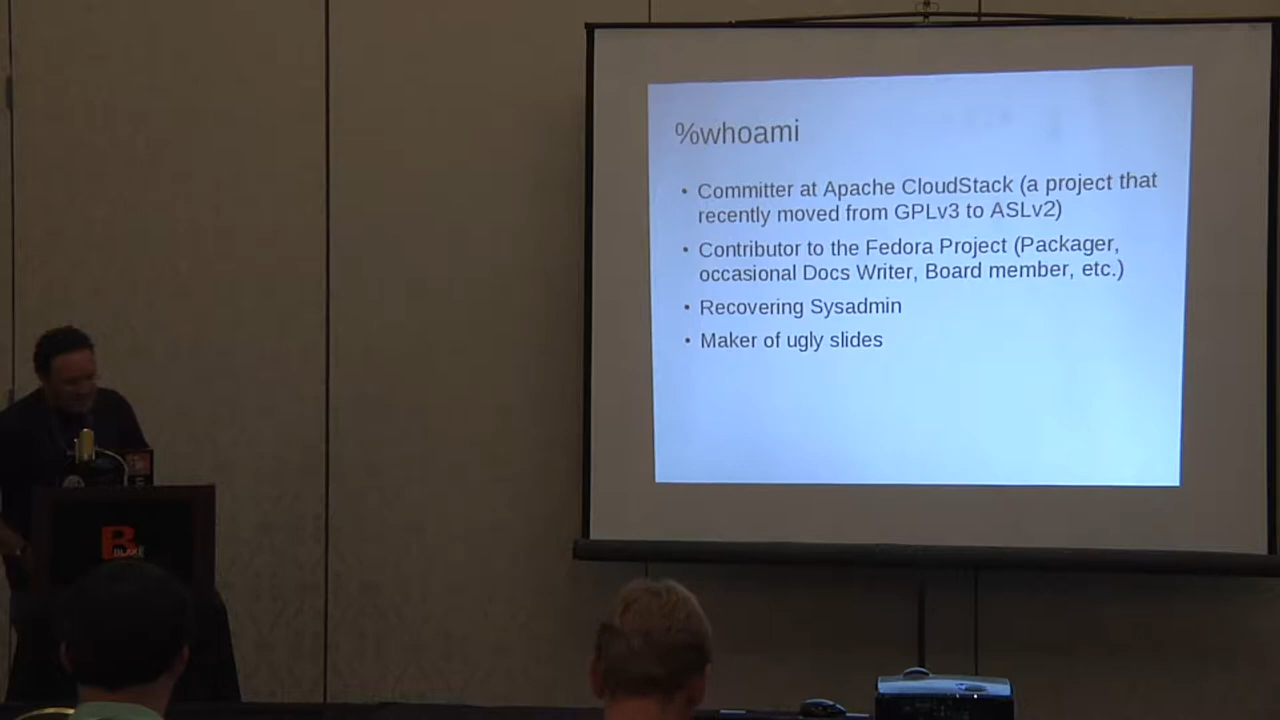 %whoami
• Committer at Apache CloudStack (a project that
recently moved from GPLv3 to ASLv2)
• Contributor to the Fedora Project (Packager,
occasional Docs Writer, Board member, etc.)
• Recovering Sysadmin
• Maker of ugly slides
B
BLAKE